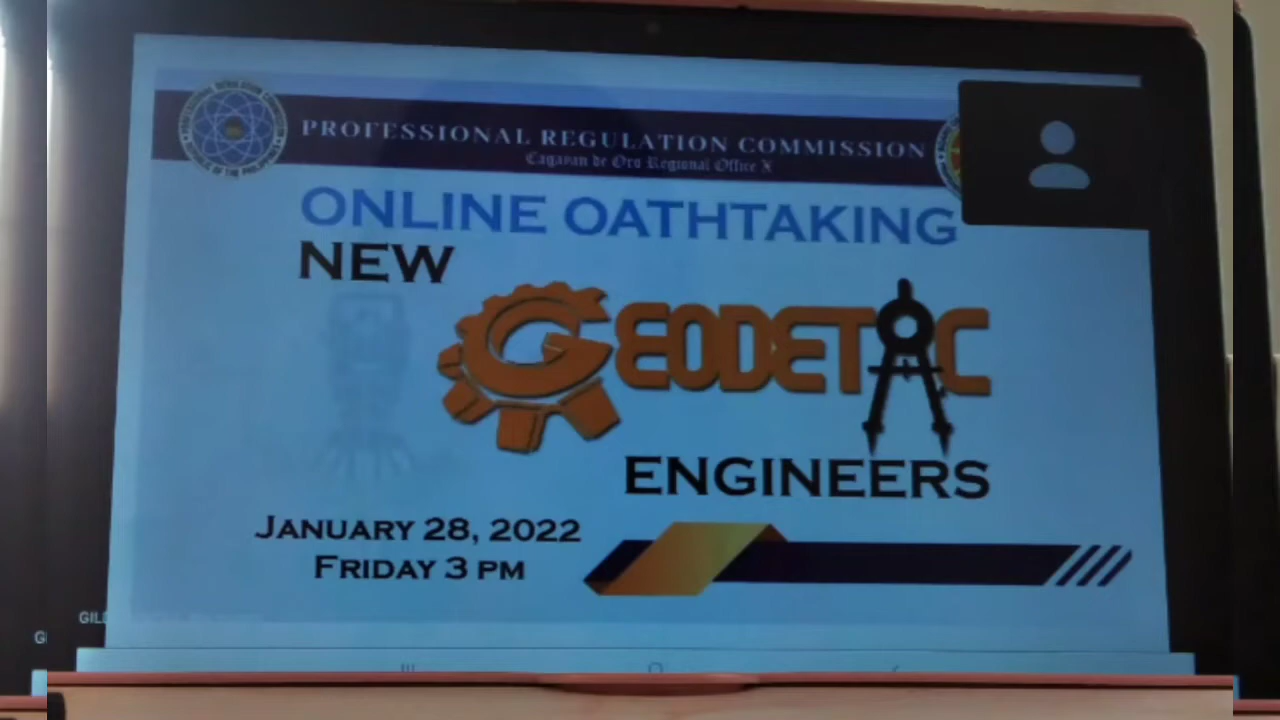 PROFESSIONAL REGULATION COMMISSION
Cagayan de Oro Regional Office X
ONLINE OATHTAKING
NEW
GEODETIC
ENGINEERS
JANUARY 28, 2022
FRIDAY 3 PM